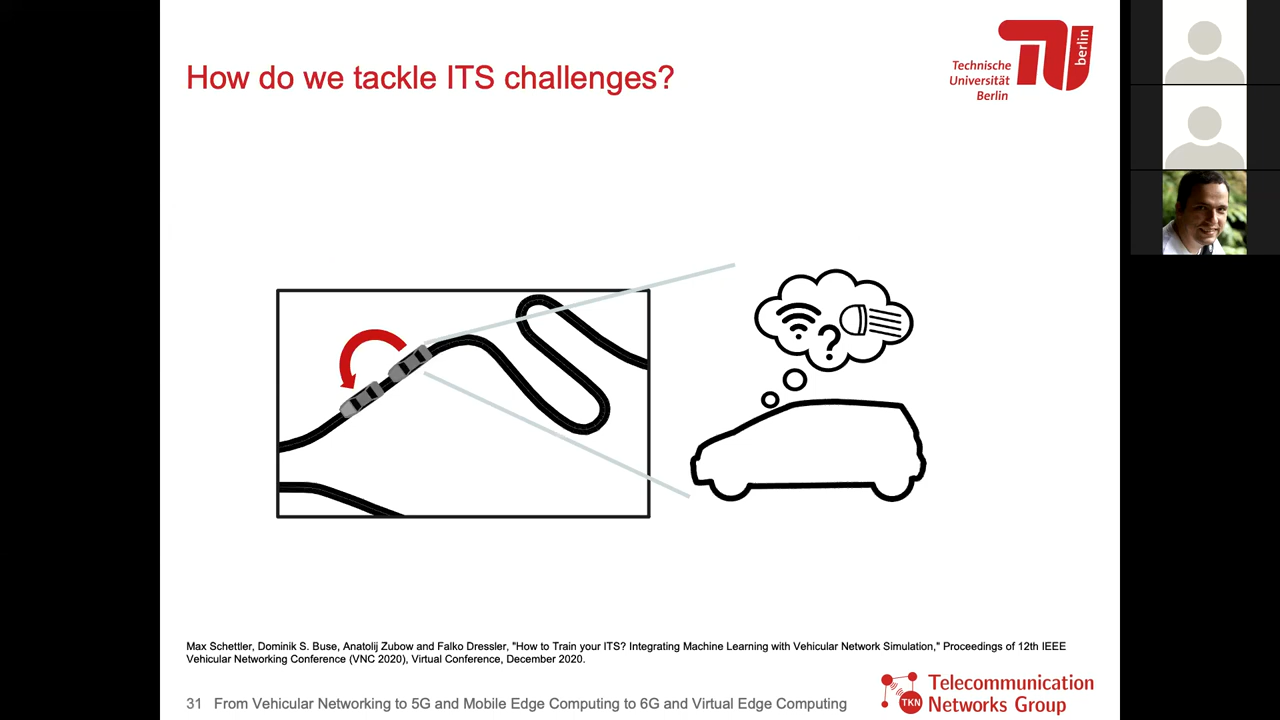 How do we tackle ITS challenges?
Technische
Universität
Berlin
berlin
?
Max Schettler, Dominik S. Buse, Anatolij Zubow and Falko Dressler, "How to Train your ITS? Integrating Machine Learning with Vehicular Network Simulation," Proceedings of 12th IEEE
Vehicular Networking Conference (VNC 2020), Virtual Conference, December 2020.
31 From Vehicular Networking to 5G and Mobile Edge Computing to 6G and Virtual Edge Computing
TKN
Telecommunication
Networks Group